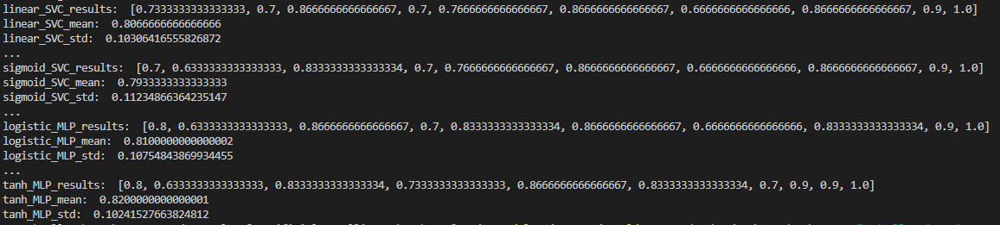 linear_SVC_results:  [0.7333333333333333, 0.7, 0.8666666666666667, 0.7, 0.7666666666666667, 0.8666666666666667, 0.6666666666666666, 0.8666666666666667, 0.9, 1.0]
linear_SVC_mean:  0.8066666666666666
linear_SVC_std:  0.10306416555826872
...
sigmoid_SVC_results:  [0.7, 0.6333333333333333, 0.8333333333333334, 0.7, 0.7666666666666667, 0.8666666666666667, 0.6666666666666666, 0.8666666666666667, 0.9, 1.0]
sigmoid_SVC_mean:  0.7933333333333333
sigmoid_SVC_std:  0.11234866364235147
...
logistic_MLP_results:  [0.8, 0.6333333333333333, 0.8666666666666667, 0.7, 0.8333333333333334, 0.8666666666666667, 0.6666666666666666, 0.8333333333333334, 0.9, 1.0]
logistic_MLP_mean:  0.8100000000000002
logistic_MLP_std:  0.10754843869934455
...
tanh_MLP_results:  [0.8, 0.6333333333333333, 0.8333333333333334, 0.7333333333333333, 0.8666666666666667, 0.8333333333333334, 0.7, 0.9, 0.9, 1.0]
tanh_MLP_mean:  0.8200000000000001
tanh_MLP_std:  0.10241527663824812